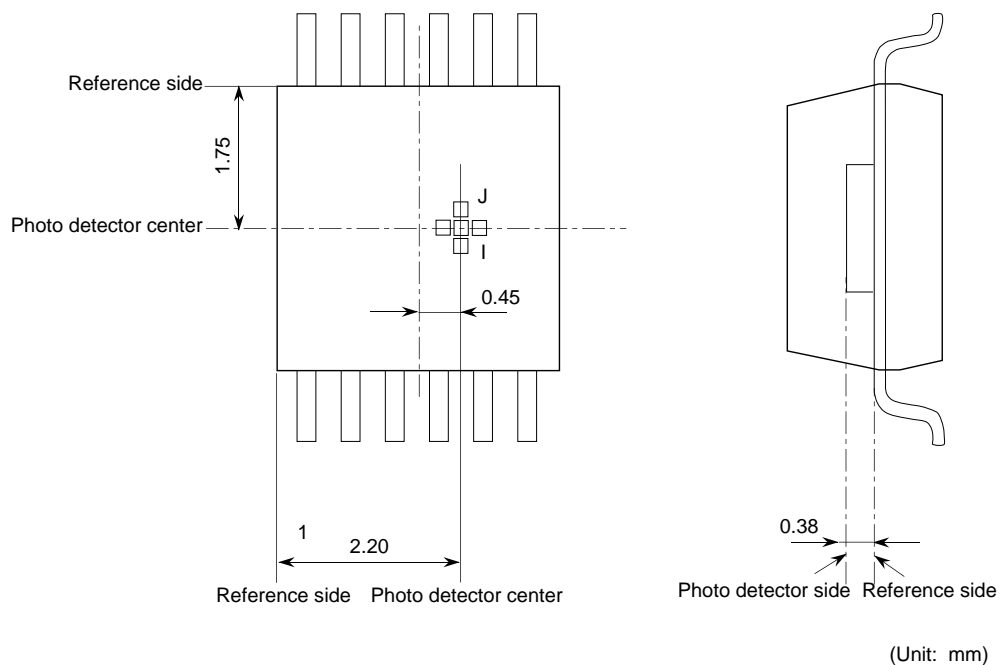 Reference side
1.75
J
Photo detector center
I
0.45
1
2.20
0.38
Reference side Photo detector center
Photo detector side Reference side
(Unit: mm)